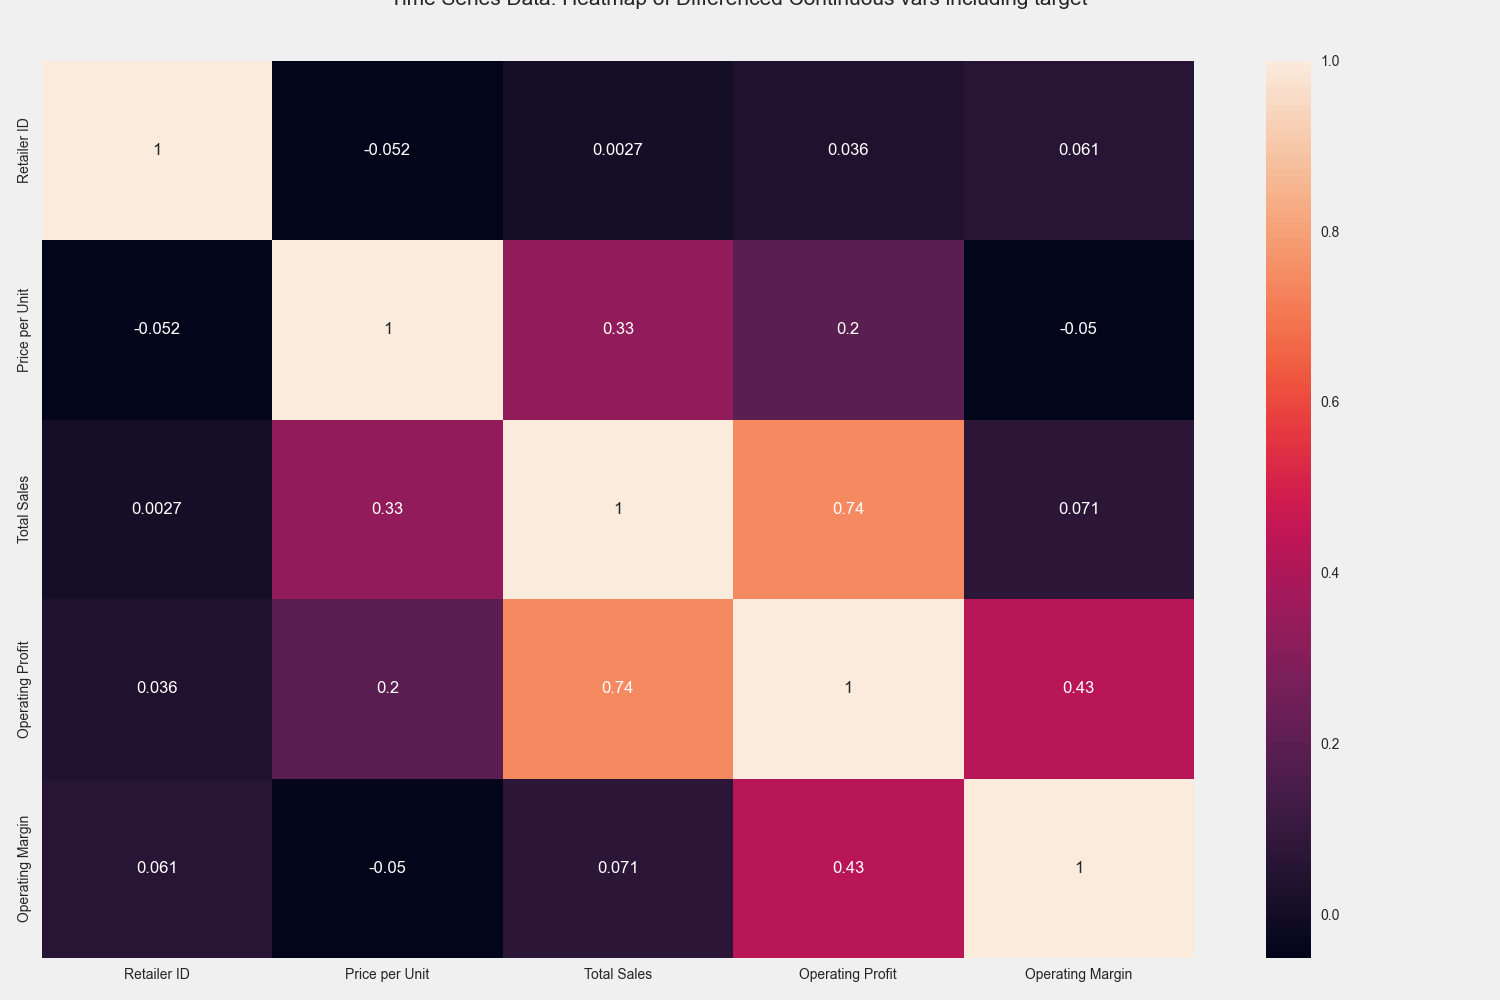 Time Series Data: Heatmap of Differenced Continuous vars including target
1.0
Retailer ID
1
-0.052
0.0027
0.036
0.061
0.8
Price per Unit
-0.052
1
0.33
0.2
-0.05
0.6
Total Sales
0.0027
0.33
1
0.74
0.071
0.4
Operating Profit
0.036
0.2
0.74
1
0.43
0.2
Operating Margin
0.061
-0.05
0.071
0.43
1
0.0
Retailer ID
Price per Unit
Total Sales
Operating Profit
Operating Margin